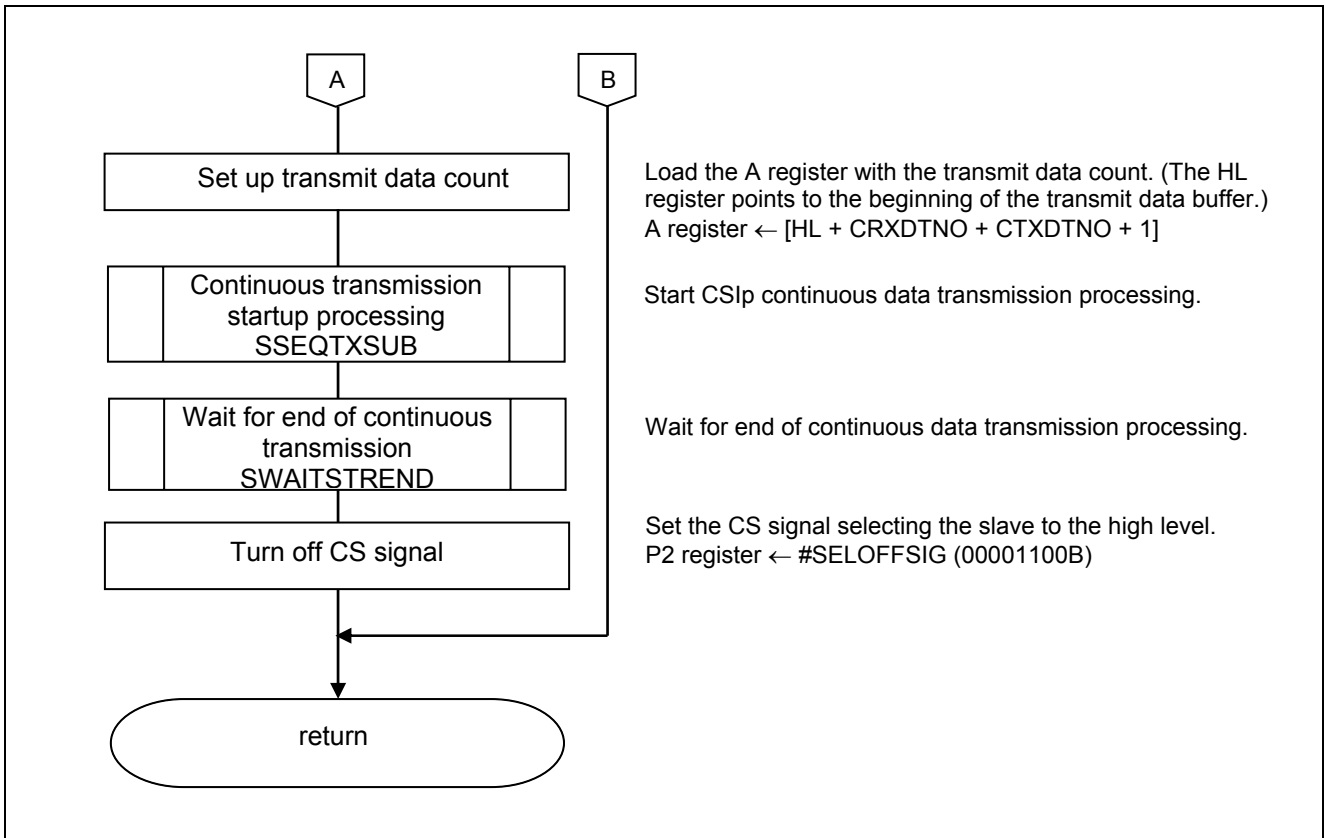 A
B
Set up transmit data count
Load the A register with the transmit data count. (The HL
register points to the beginning of the transmit data buffer.)
A register ← [HL + CRXDTNO + CTXDTNO + 1]
Continuous transmission
startup processing
SSEQTXSUB
Start CSIp continuous data transmission processing.
Wait for end of continuous
transmission
SWAITSTREND
Wait for end of continuous data transmission processing.
Turn off CS signal
Set the CS signal selecting the slave to the high level.
P2 register ← #SELOFFSIG (00001100B)
return